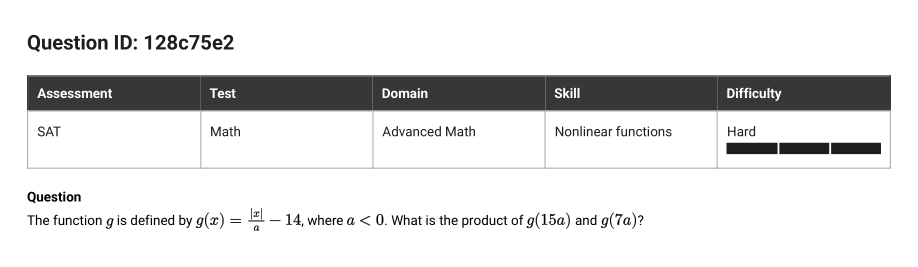 Question ID: 128c75e2
Assessment Test Domain Skill Difficulty
SAT Math Advanced Math Nonlinear functions Hard
Question
The function g is defined by g(x) = |x|/a − 14, where a < 0. What is the product of g(15a) and g(7a)?